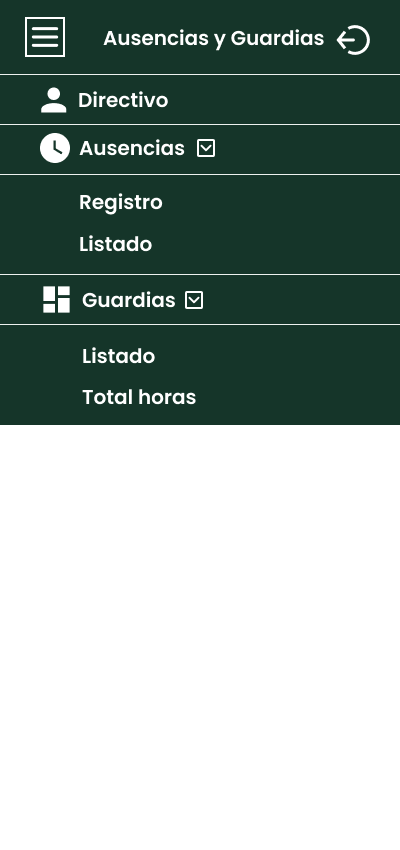 Ausencias y Guardias
Directivo
Ausencias
Registro
Listado
Guardias
Listado
Total horas